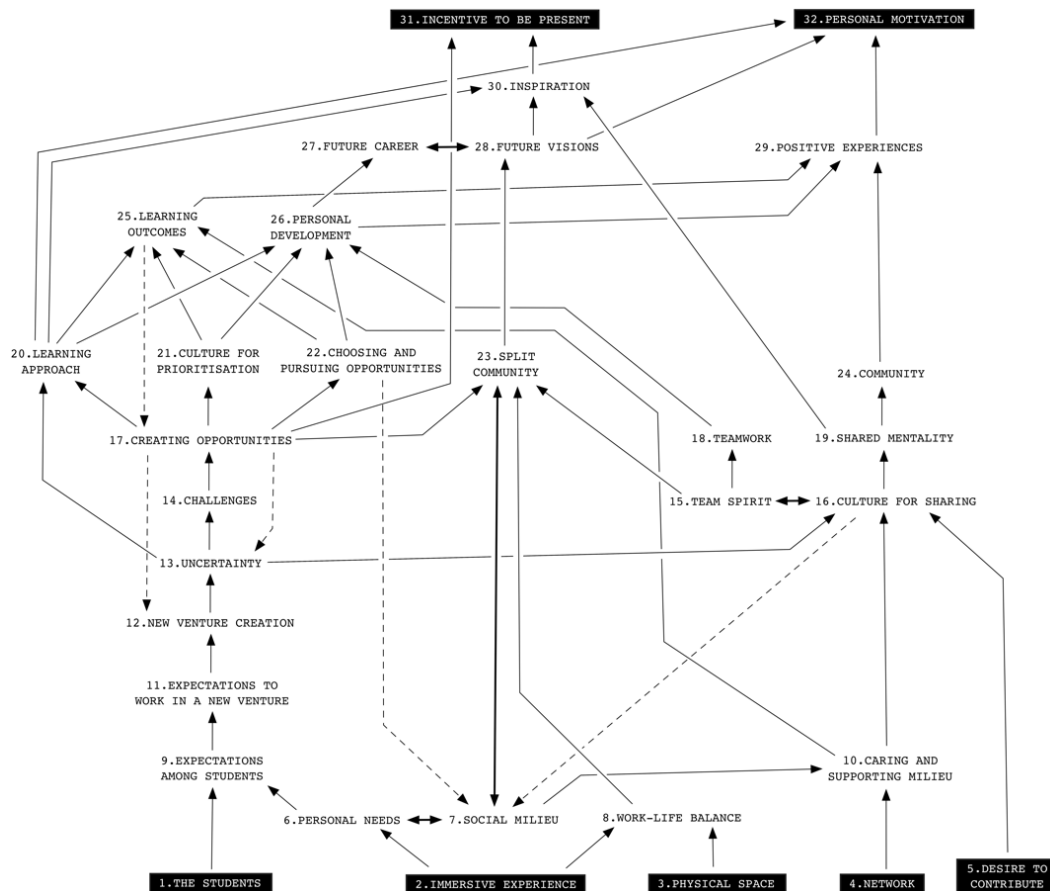 31.INCENTIVE TO BE PRESENT
32.PERSONAL MOTIVATION
30.INSPIRATION
27.FUTURE CAREER
28.FUTURE VISIONS
29.POSITIVE EXPERIENCES
25.LEARNING
OUTCOMES
26.PERSONAL
DEVELOPMENT
20.LEARNING
APPROACH
21.CULTURE FOR
PRIORITISATION
22.CHOOSING AND
PURSUING OPPORTUNITIES
23.SPLIT
COMMUNITY
24.COMMUNITY
17.CREATING OPPORTUNITIES
18.TEAMWORK
19.SHARED MENTALITY
14.CHALLENGES
15.TEAM SPIRIT
16.CULTURE FOR SHARING
13.UNCERTAINTY
12.NEW VENTURE CREATION
11.EXPECTATIONS TO
WORK IN A NEW VENTURE
9.EXPECTATIONS
AMONG STUDENTS
10.CARING AND
SUPPORTING MILIEU
6.PERSONAL NEEDS
7.SOCIAL MILIEU
8.WORK-LIFE BALANCE
1.THE STUDENTS
2.IMMERSIVE EXPERIENCE
3.PHYSICAL SPACE
4.NETWORK
5.DESIRE TO
CONTRIBUTE